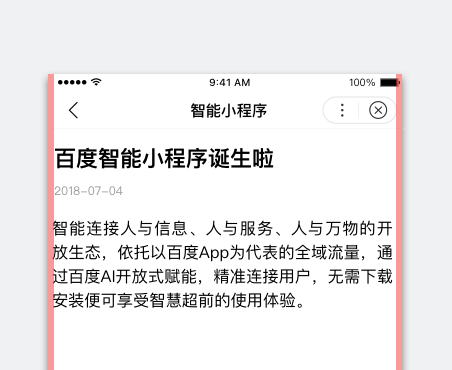 9:41 AM 100%
智能小程序
百度智能小程序诞生啦
2018-07-04
智能连接人与信息、人与服务、人与万物的开
放生态，依托以百度App为代表的全域流量，通
过百度AI开放式赋能，精准连接用户，无需下载
安装便可享受智慧超前的使用体验。